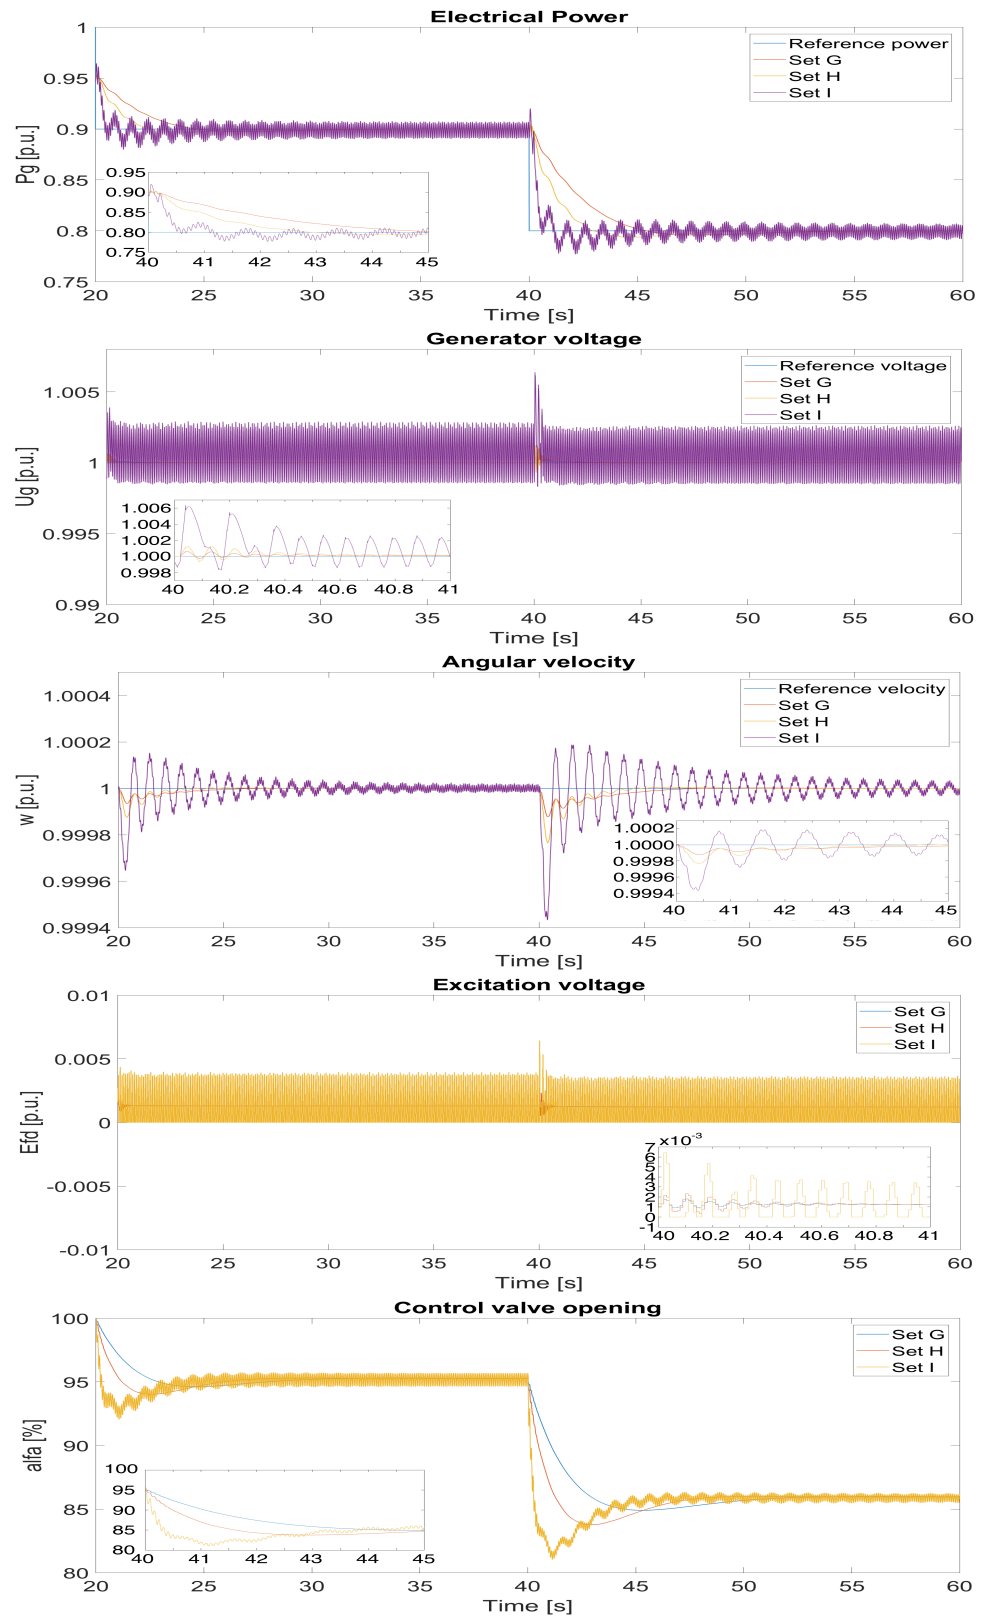 Electrical Power
1
0.95
0.9
0.85
0.8
0.75
Pg [p.u.]
Reference power
Set G
Set H
Set I
0.95
0.90
0.85
0.80
0.75
40 41 42 43 44 45
20 25 30 35 40 45 50 55 60
Time [s]
Generator voltage
1.005
1
0.995
0.99
Ug [p.u.]
Reference voltage
Set G
Set H
Set I
1.006
1.004
1.002
1.000
0.998
40 40.2 40.4 40.6 40.8 41
20 25 30 35 40 45 50 55 60
Time [s]
Angular velocity
1.0004
1.0002
1
0.9998
0.9996
0.9994
w [p.u.]
Reference velocity
Set G
Set H
Set I
1.0002
1.0000
0.9998
0.9996
0.9994
40 41 42 43 44 45
20 25 30 35 40 45 50 55 60
Time [s]
Excitation voltage
0.01
0.005
0
-0.005
-0.01
Efd [p.u.]
Set G
Set H
Set I
x10-3
7
6
5
4
3
2
1
0
-1
40 40.2 40.4 40.6 40.8 41
20 25 30 35 40 45 50 55 60
Time [s]
Control valve opening
100
95
90
85
80
alfa [%]
Set G
Set H
Set I
100
95
90
85
80
40 41 42 43 44 45
20 25 30 35 40 45 50 55 60
Time [s]